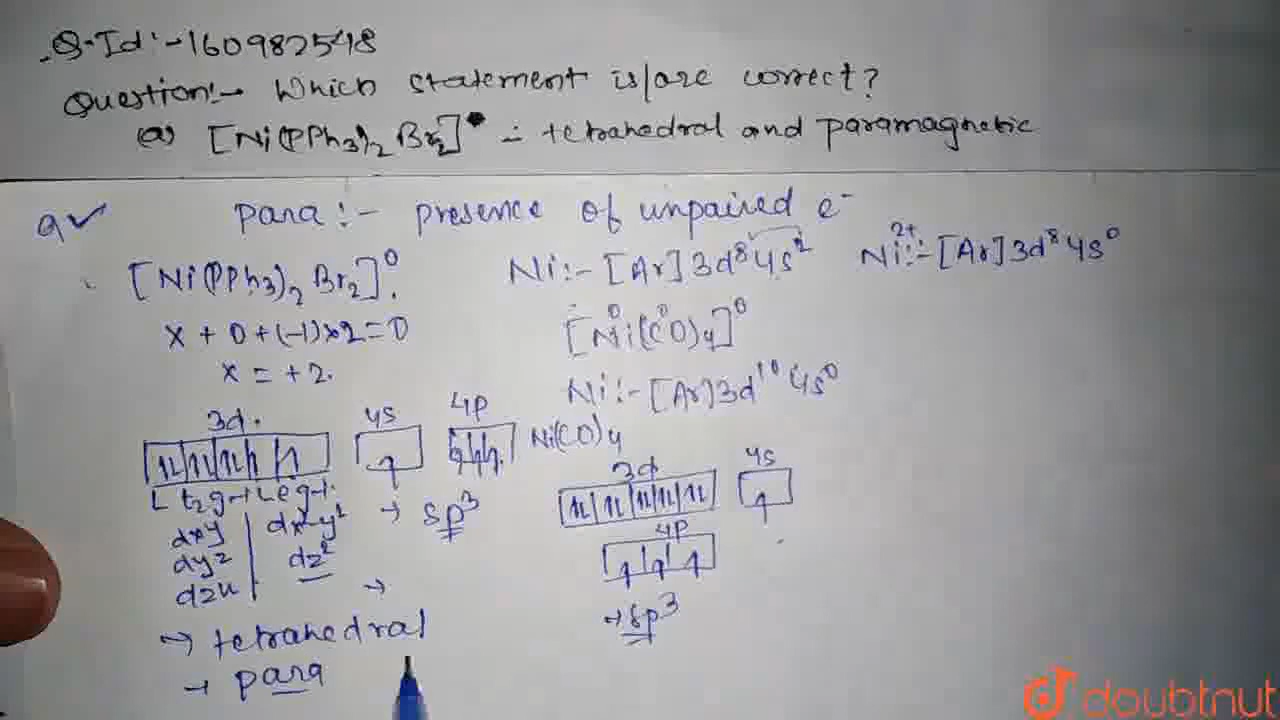 Q.Id:-160982548
Question:- Which statement is/are correct?
(a) [Ni(PPh3)2 Br2] - tetrahedral and paramagnetic
a✓
para:- presence of unpaired e-
[Ni(PPh3)2 Br2]⁰.
x + 0 + (-1)×2 = 0
x = +2.
3d.
4s
4p
L t2g L eg
dxy
dyz
dzx
dx²-y²
dz²
→ sp³
→
→ tetrahedral
→ para
Ni:- [Ar] 3d⁸ 4s²
Ni²⁺:- [Ar] 3d⁸ 4s⁰
[Ni⁰(CO⁰)4]⁰
Ni:- [Ar] 3d¹⁰ 4s⁰
Ni(CO)4
3d
4s
4p
→ sp³
doubtnut